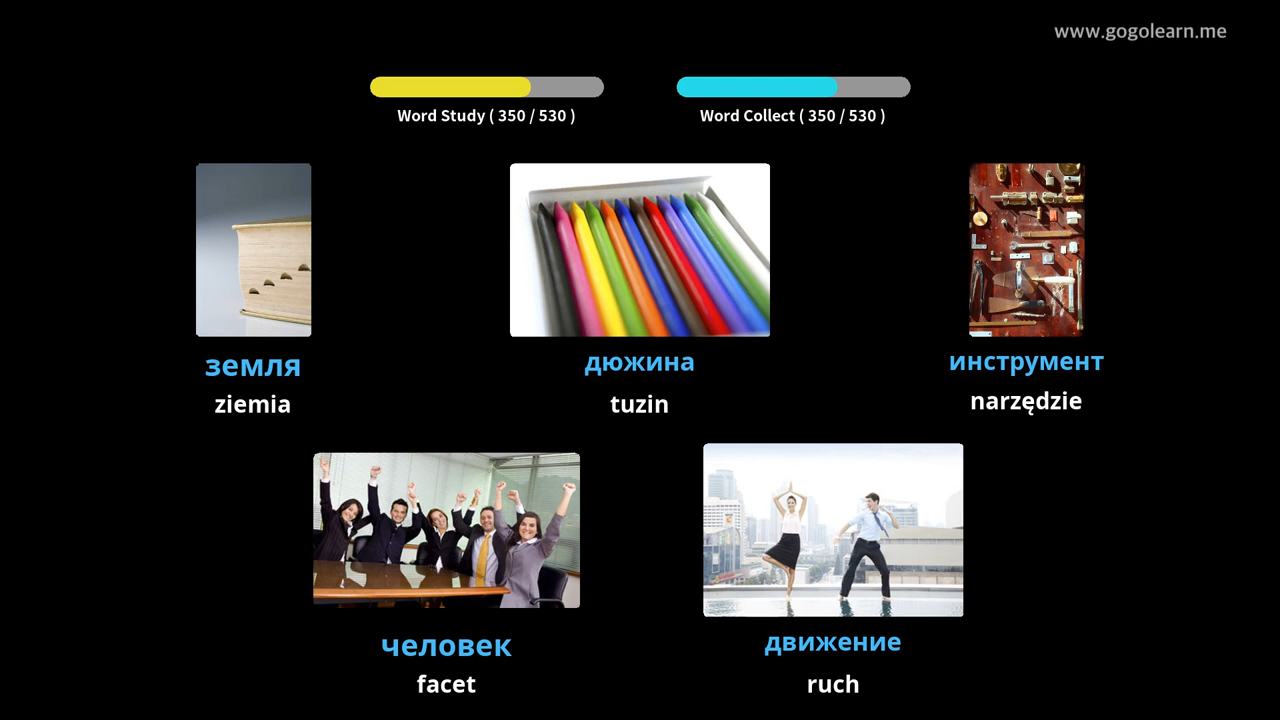 www.gogolearn.me
Word Study ( 350 / 530 )
Word Collect ( 350 / 530 )
земля
ziemia
дюжина
tuzin
инструмент
narzędzie
человек
facet
движение
ruch